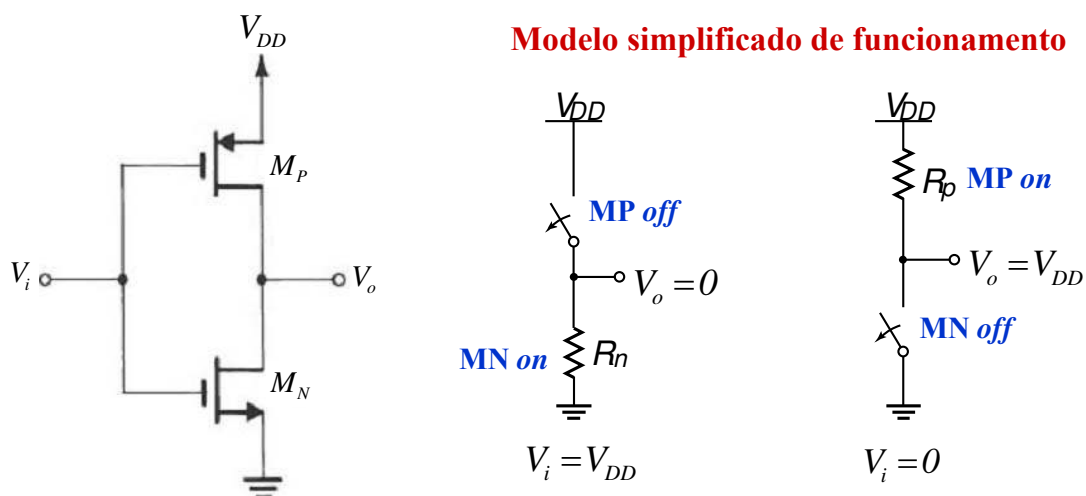 V_DD
M_P
V_i
V_o
M_N
Modelo simplificado de funcionamento
V_DD
MP off
V_o = 0
MN on
R_n
V_i = V_DD
V_DD
R_p MP on
V_o = V_DD
MN off
V_i = 0